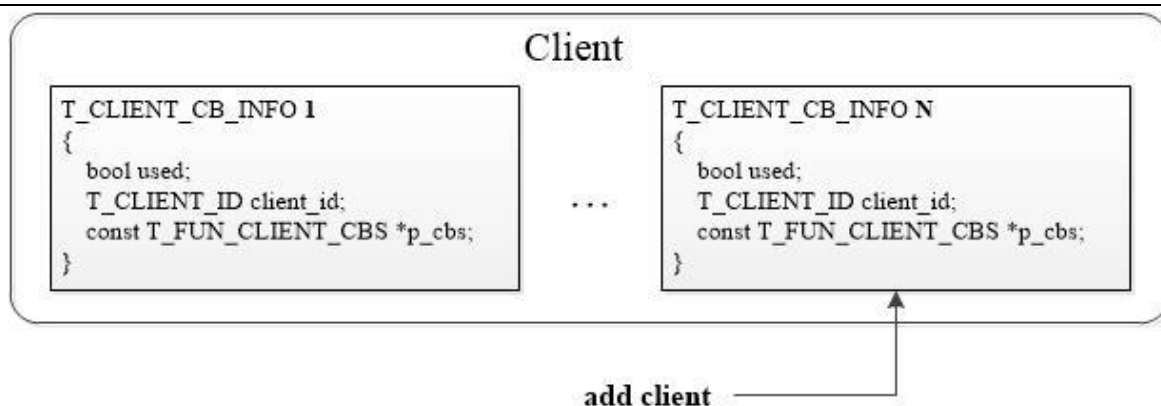 Client
T_CLIENT_CB_INFO 1
{
bool used;
T_CLIENT_ID client_id;
const T_FUN_CLIENT_CBS *p_cbs;
}
...
T_CLIENT_CB_INFO N
{
bool used;
T_CLIENT_ID client_id;
const T_FUN_CLIENT_CBS *p_cbs;
}
add client